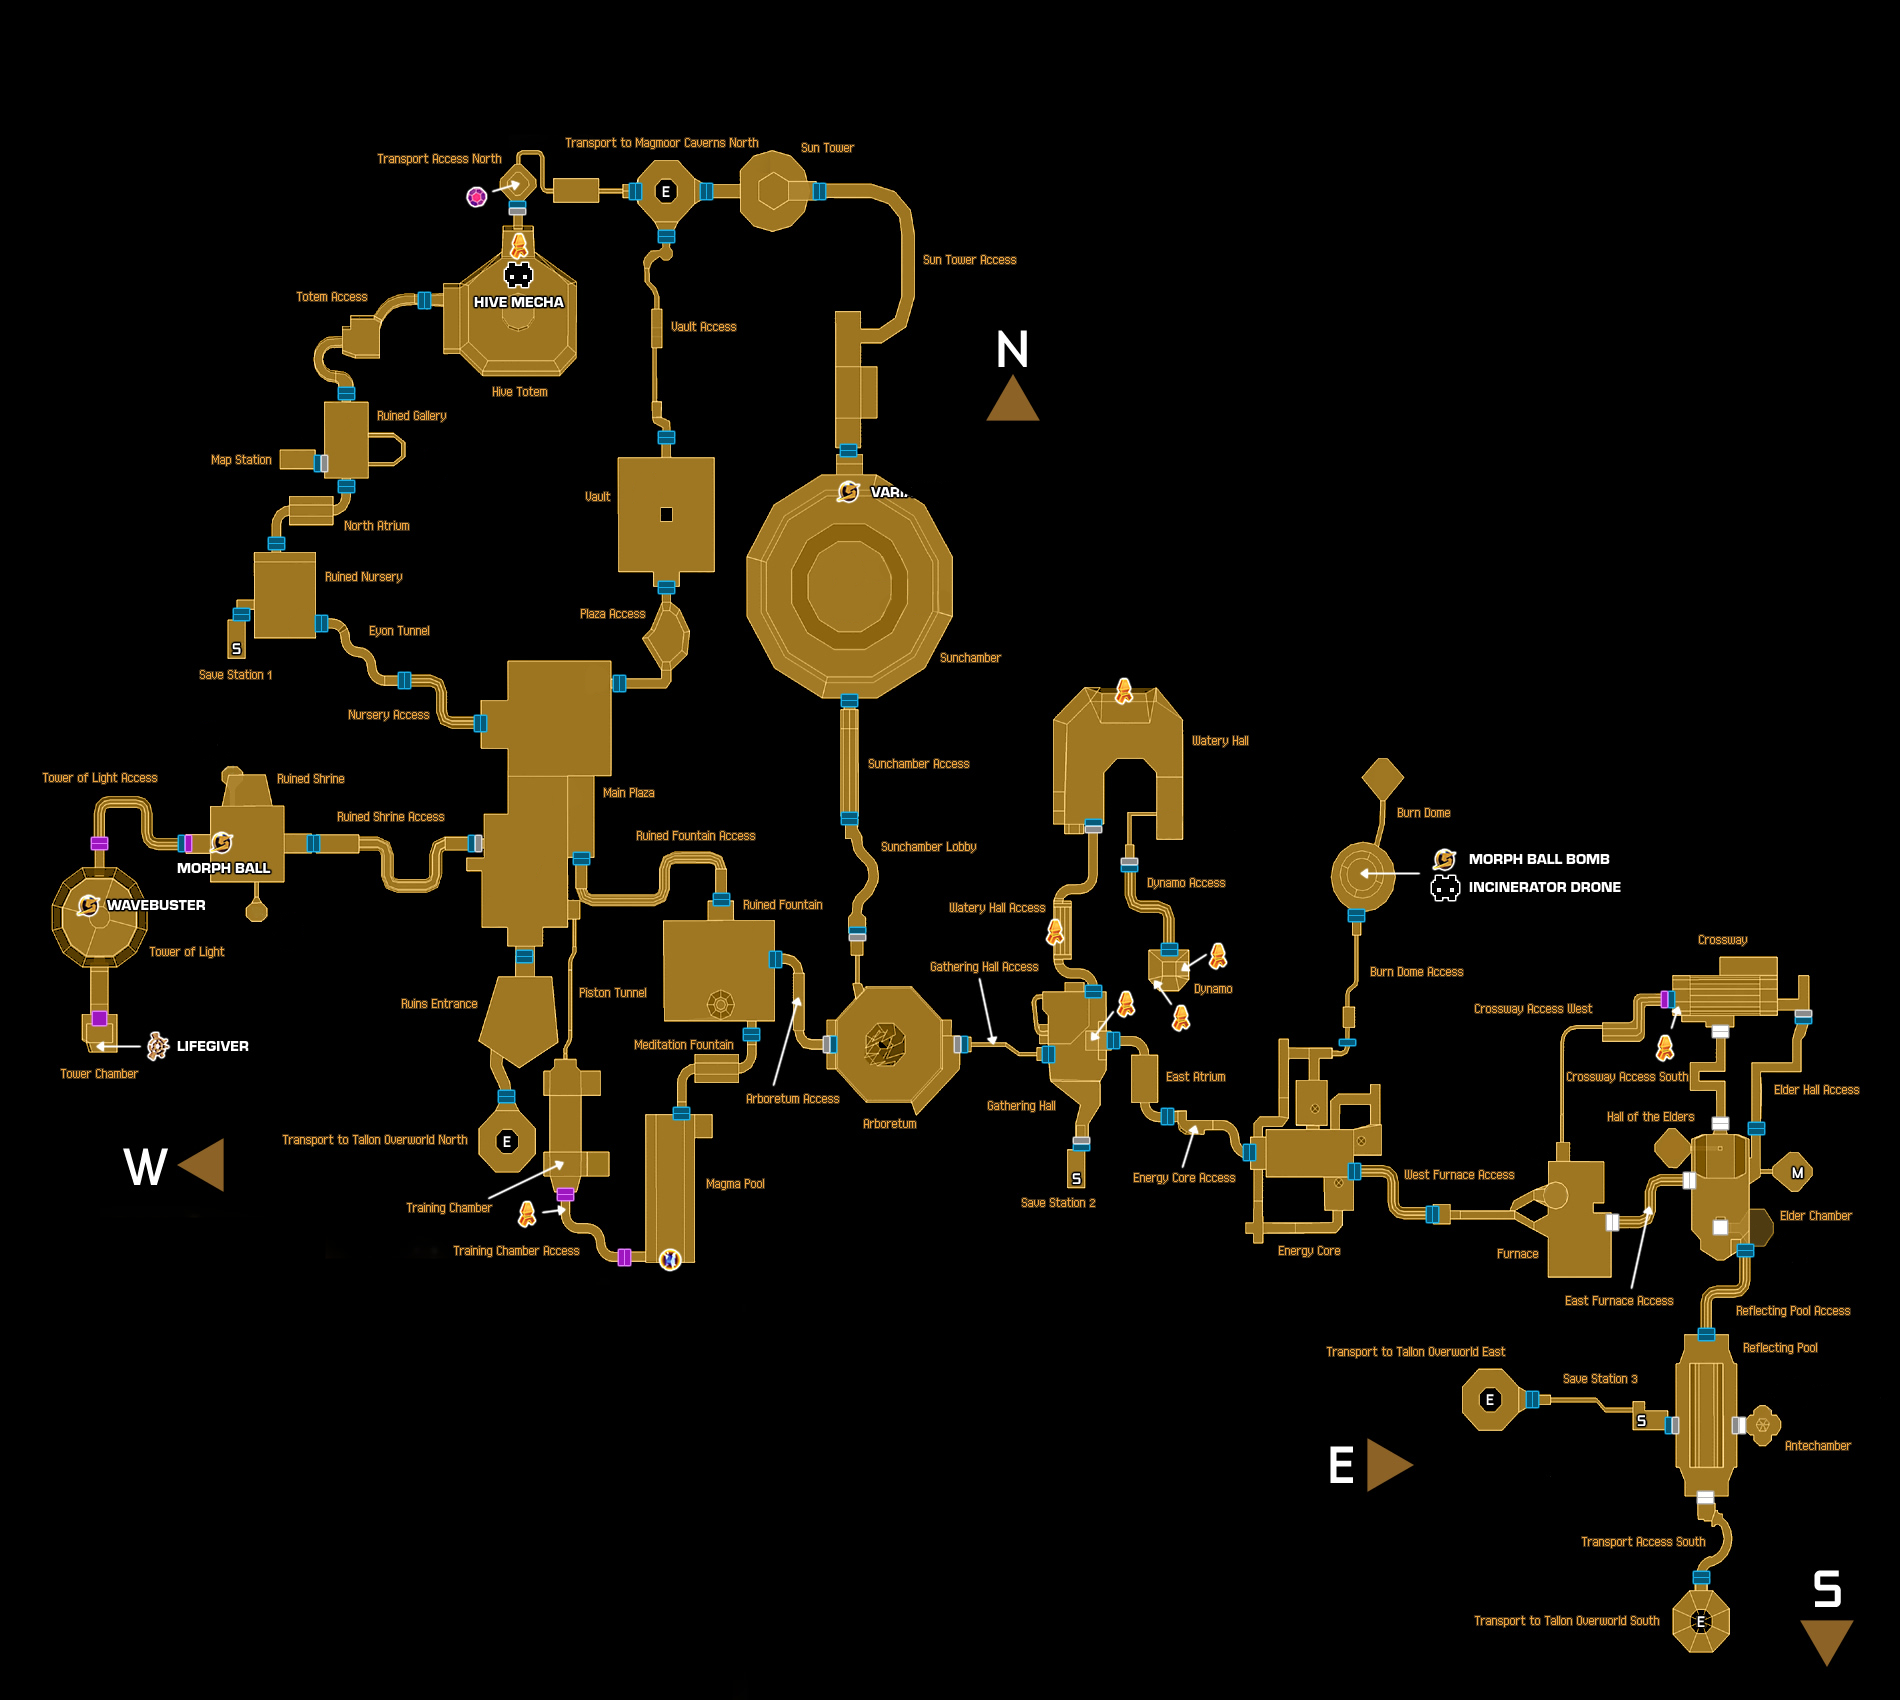 Transport to Magmoor Caverns North
Sun Tower
Transport Access North
E
Sun Tower Access
Totem Access
HIVE MECHA
Vault Access
N
Hive Totem
Ruined Gallery
Map Station
Vault
North Atrium
Ruined Nursery
Plaza Access
Eyon Tunnel
S
Save Station 1
Sunchamber
Nursery Access
Watery Hall
Sunchamber Access
Tower of Light Access
Ruined Shrine
Main Plaza
Ruined Shrine Access
Burn Dome
Ruined Fountain Access
Sunchamber Lobby
MORPH BALL
MORPH BALL BOMB
INCINERATOR DRONE
Dynamo Access
WAVEBUSTER
Ruined Fountain
Watery Hall Access
Tower of Light
Crossway
Gathering Hall Access
Burn Dome Access
Dynamo
Piston Tunnel
Ruins Entrance
Crossway Access West
LIFEGIVER
Meditation Fountain
Tower Chamber
East Atrium
Crossway Access South
Elder Hall Access
Arboretum Access
Gathering Hall
Hall of the Elders
Arboretum
Transport to Tallon Overworld North
E
W
S
M
Energy Core Access
West Furnace Access
Magma Pool
Save Station 2
Training Chamber
Elder Chamber
Training Chamber Access
Energy Core
Furnace
East Furnace Access
Reflecting Pool Access
Transport to Tallon Overworld East
Reflecting Pool
Save Station 3
E
S
Antechamber
E
Transport Access South
S
Transport to Tallon Overworld South
E